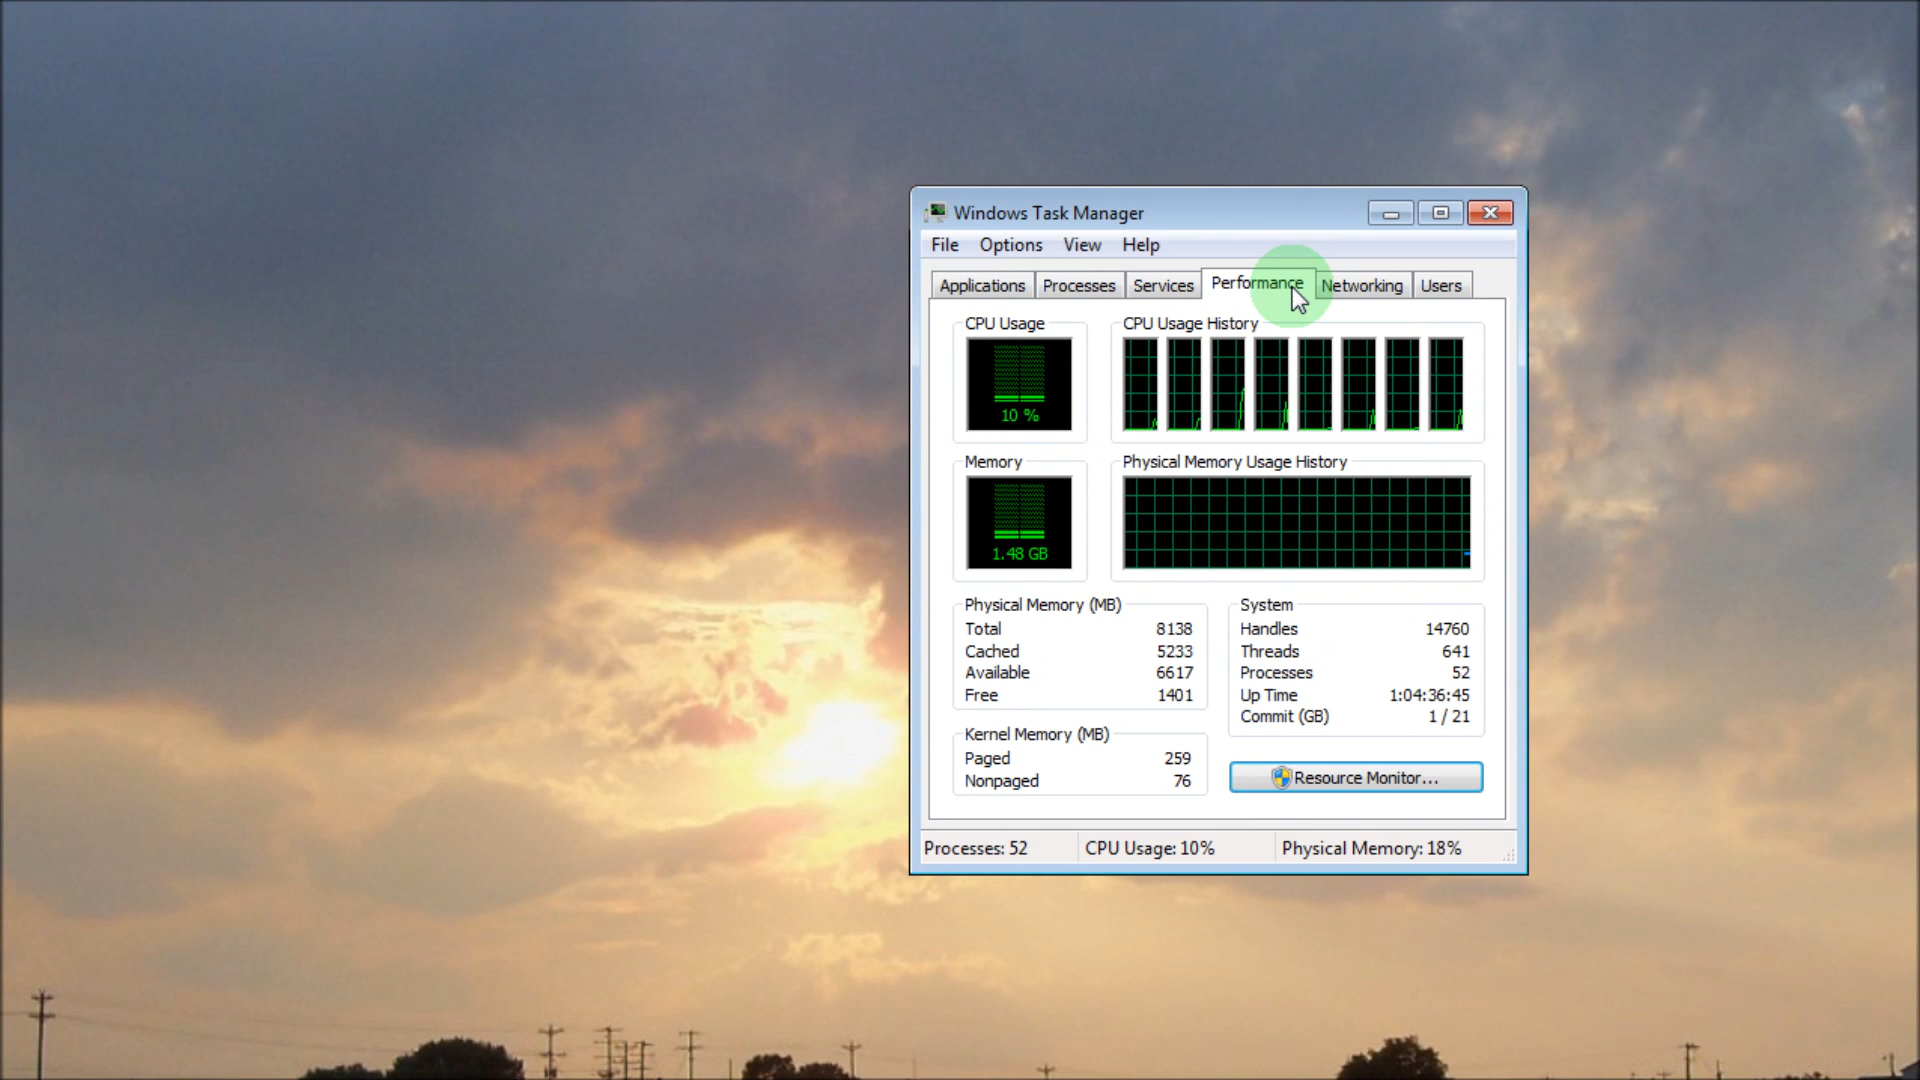 Windows Task Manager
File Options View Help
Applications Processes Services Performance Networking Users
CPU Usage
10 %
CPU Usage History
Memory
1.48 GB
Physical Memory Usage History
Physical Memory (MB)
Total 8138
Cached 5233
Available 6617
Free 1401
System
Handles 14760
Threads 641
Processes 52
Up Time 1:04:36:45
Commit (GB) 1 / 21
Kernel Memory (MB)
Paged 259
Nonpaged 76
Resource Monitor...
Processes: 52 CPU Usage: 10% Physical Memory: 18%